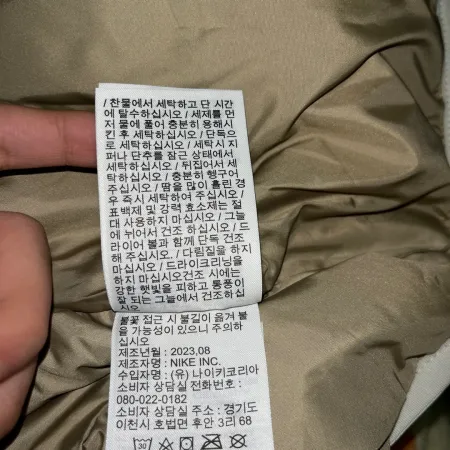 / 찬물에서 세탁하고 단 시간
에 탈수하십시오 / 세제를 먼
저 물에 풀어 충분히 용해시
킨 후 세탁하십시오 / 단독으
로 세탁하십시오 / 세탁시 지
퍼나 단추를 잠근 상태에서
세탁하십시오 / 뒤집어서 세
탁하십시오 / 충분히 헹구어
주십시오 / 땀을 많이 흘린 경
우 즉시 세탁하여 주십시오 /
표백제 및 강력 효소제는 절
대 사용하지 마십시오 / 그늘
에 뉘어서 건조 하십시오 / 드
라이어 볼과 함께 단독 건조
해 주십시오 / 다림질을 하지
마십시오 / 드라이크리닝을
하지 마십시오건조 시에는
강한 햇빛을 피하고 통풍이
잘 되는 그늘에서 건조하십
시오
불꽃 접근 시 불길이 옮겨 붙
을 가능성이 있으니 주의하
십시오
제조년월 : 2023.08
제조자명 : NIKE INC.
수입자명 : (유) 나이키코리아
소비자 상담실 전화번호 :
080-022-0182
소비자 상담실 주소 : 경기도
이천시 호법면 후안 3리 68
30